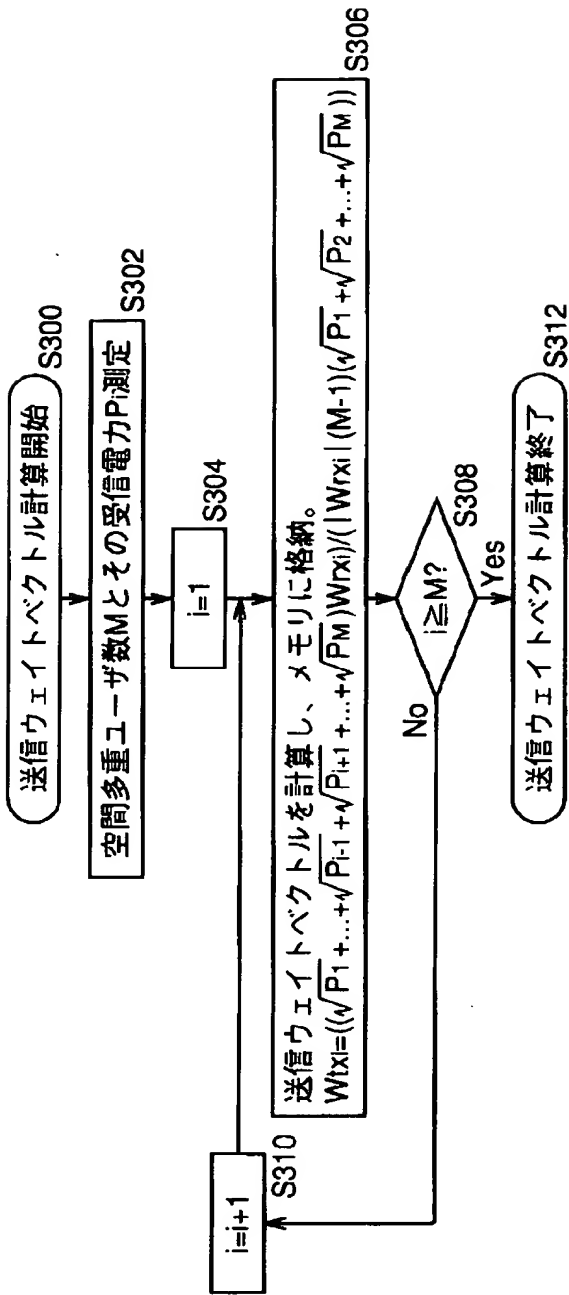 送信ウェイトベクトル計算開始
S300
空間多重ユーザ数Mとその受信電力Pi測定
S302
i=1
S304
送信ウェイトベクトルを計算し、メモリに格納。
Wtxi=((√P1+...+√Pi-1+√Pi+1+...+√PM)Wrxi)/(|Wrxi|(M-1)(√P1+√P2+...+√PM))
S306
i≧M?
S308
No
Yes
i=i+1
S310
送信ウェイトベクトル計算終了
S312